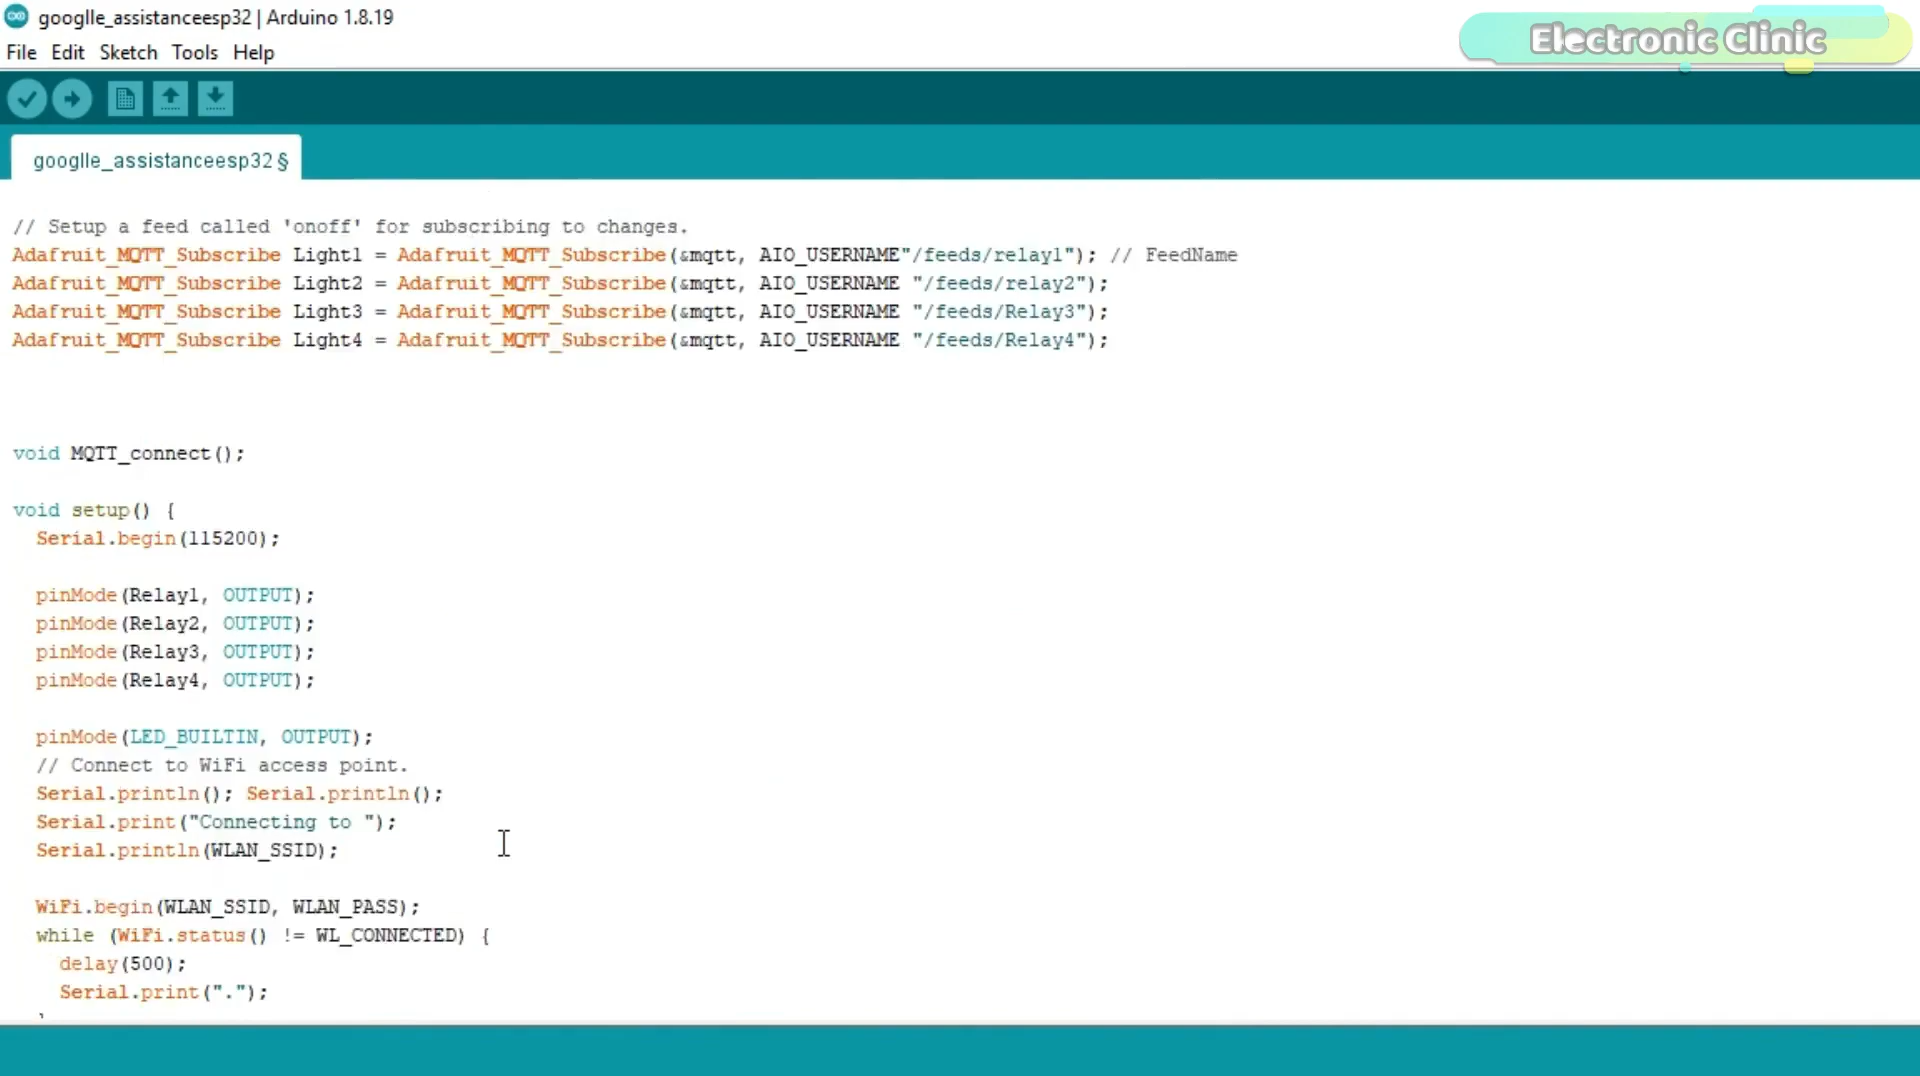 googlle_assistanceesp32 | Arduino 1.8.19
Electronic Clinic
File Edit Sketch Tools Help
googlle_assistanceesp32 §
// Setup a feed called 'onoff' for subscribing to changes.
Adafruit_MQTT_Subscribe Light1 = Adafruit_MQTT_Subscribe(&mqtt, AIO_USERNAME"/feeds/relay1"); // FeedName
Adafruit_MQTT_Subscribe Light2 = Adafruit_MQTT_Subscribe(&mqtt, AIO_USERNAME "/feeds/relay2");
Adafruit_MQTT_Subscribe Light3 = Adafruit_MQTT_Subscribe(&mqtt, AIO_USERNAME "/feeds/Relay3");
Adafruit_MQTT_Subscribe Light4 = Adafruit_MQTT_Subscribe(&mqtt, AIO_USERNAME "/feeds/Relay4");
void MQTT_connect();
void setup() {
Serial.begin(115200);
pinMode(Relay1, OUTPUT);
pinMode(Relay2, OUTPUT);
pinMode(Relay3, OUTPUT);
pinMode(Relay4, OUTPUT);
pinMode(LED_BUILTIN, OUTPUT);
// Connect to WiFi access point.
Serial.println(); Serial.println();
Serial.print("Connecting to ");
Serial.println(WLAN_SSID);
WiFi.begin(WLAN_SSID, WLAN_PASS);
while (WiFi.status() != WL_CONNECTED) {
delay(500);
Serial.print(".");